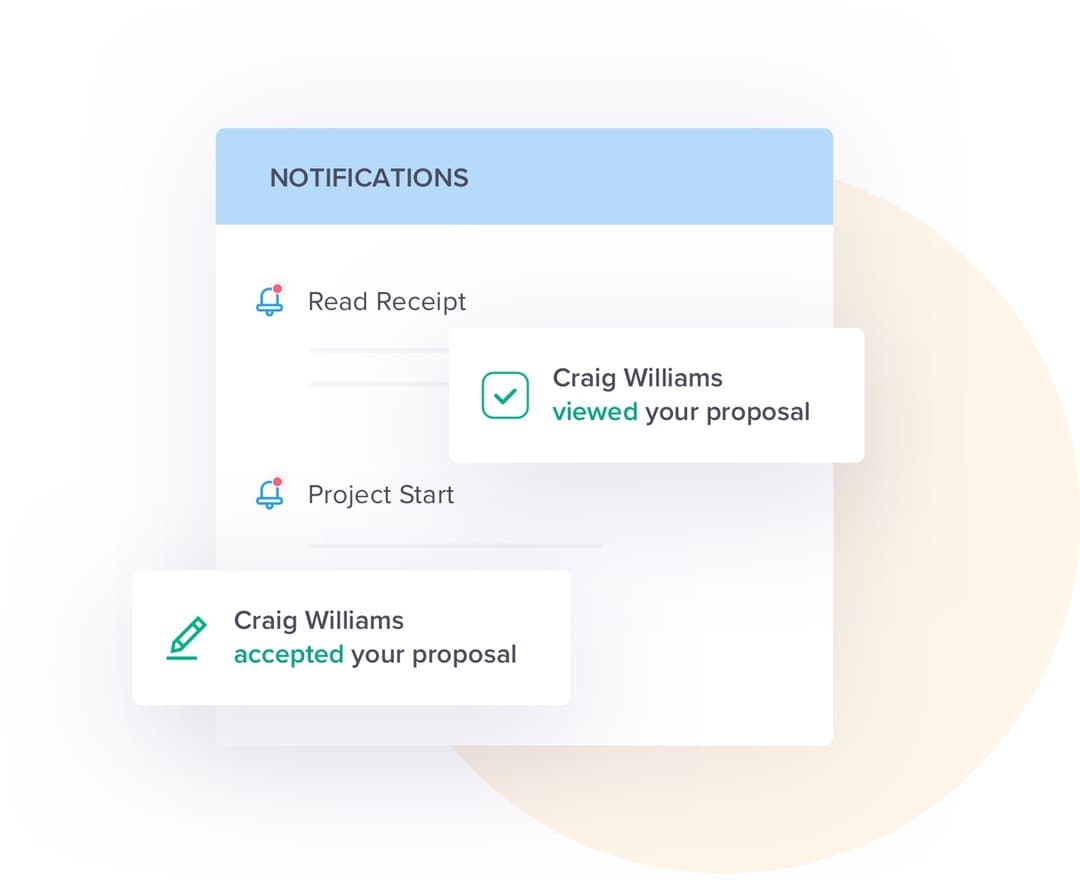 NOTIFICATIONS
Read Receipt
Craig Williams
viewed your proposal
Project Start
Craig Williams
accepted your proposal